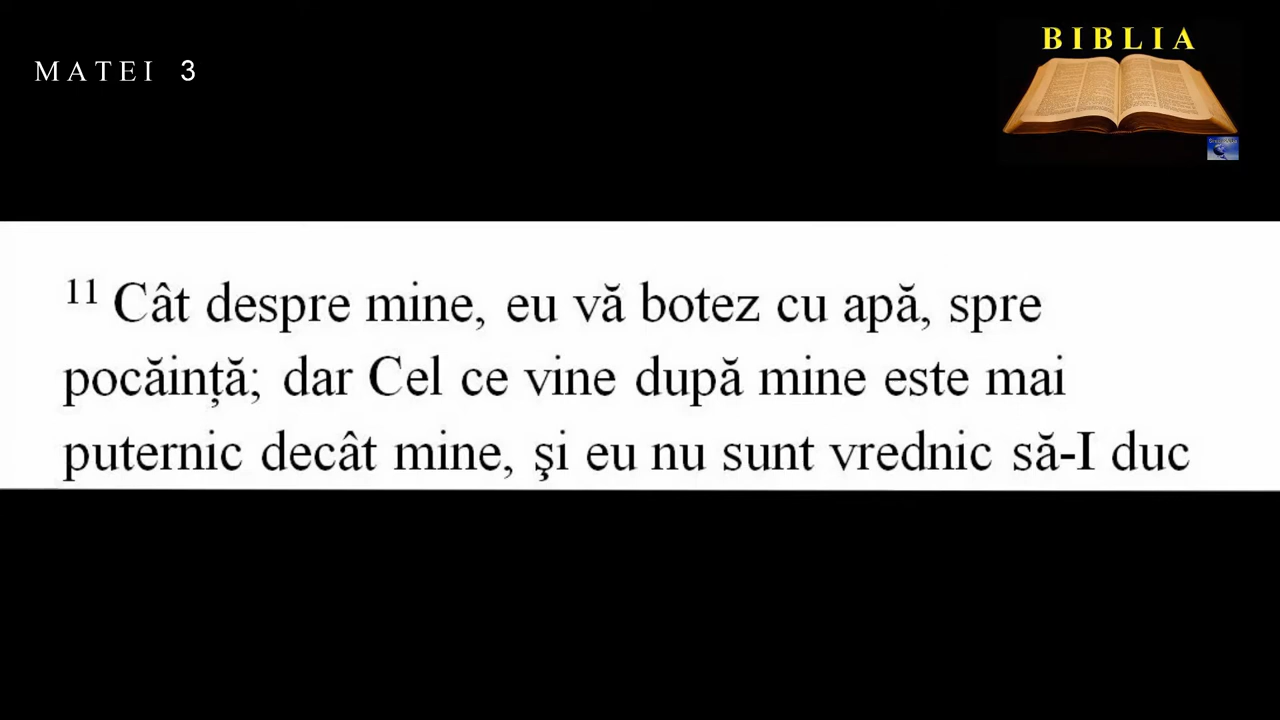 MATEI 3
BIBLIA
11 Cât despre mine, eu vă botez cu apă, spre
pocăință; dar Cel ce vine după mine este mai
puternic decât mine, şi eu nu sunt vrednic să-I duc